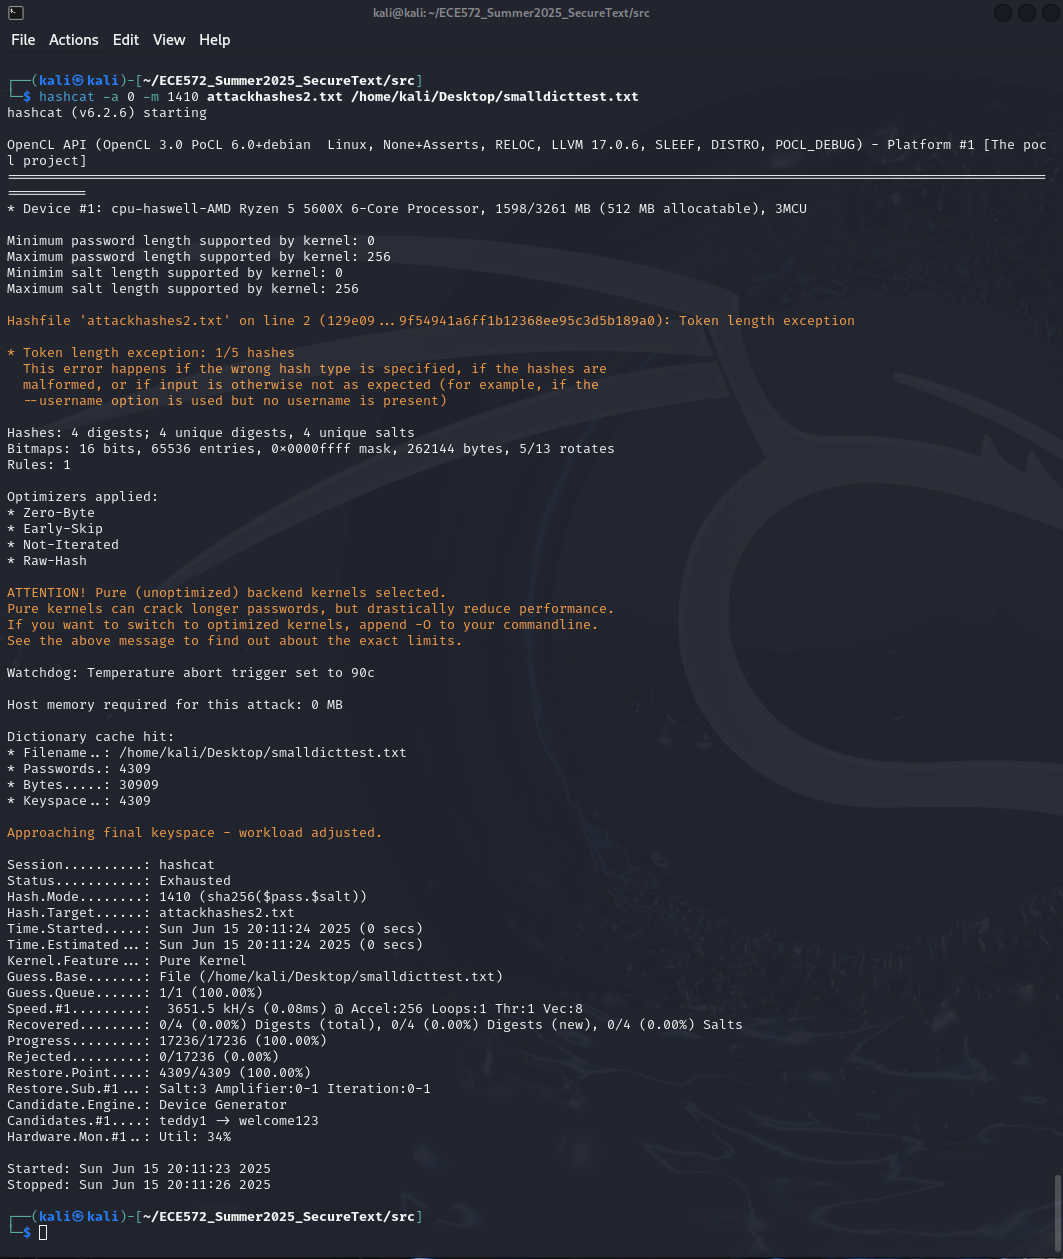 kali@kali: ~/ECE572_Summer2025_SecureText/src
File Actions Edit View Help
┌──(kali㉿kali)-[~/ECE572_Summer2025_SecureText/src]
└─$ hashcat -a 0 -m 1410 attackhashes2.txt /home/kali/Desktop/smalldicttest.txt
hashcat (v6.2.6) starting
OpenCL API (OpenCL 3.0 PoCL 6.0+debian  Linux, None+Asserts, RELOC, LLVM 17.0.6, SLEEF, DISTRO, POCL_DEBUG) - Platform #1 [The poc
l project]
==================================================================================================================================
==========
* Device #1: cpu-haswell-AMD Ryzen 5 5600X 6-Core Processor, 1598/3261 MB (512 MB allocatable), 3MCU
Minimum password length supported by kernel: 0
Maximum password length supported by kernel: 256
Minimim salt length supported by kernel: 0
Maximum salt length supported by kernel: 256
Hashfile 'attackhashes2.txt' on line 2 (129e09...9f54941a6ff1b12368ee95c3d5b189a0): Token length exception
* Token length exception: 1/5 hashes
  This error happens if the wrong hash type is specified, if the hashes are
  malformed, or if input is otherwise not as expected (for example, if the
  --username option is used but no username is present)
Hashes: 4 digests; 4 unique digests, 4 unique salts
Bitmaps: 16 bits, 65536 entries, 0x0000ffff mask, 262144 bytes, 5/13 rotates
Rules: 1
Optimizers applied:
* Zero-Byte
* Early-Skip
* Not-Iterated
* Raw-Hash
ATTENTION! Pure (unoptimized) backend kernels selected.
Pure kernels can crack longer passwords, but drastically reduce performance.
If you want to switch to optimized kernels, append -O to your commandline.
See the above message to find out about the exact limits.
Watchdog: Temperature abort trigger set to 90c
Host memory required for this attack: 0 MB
Dictionary cache hit:
* Filename..: /home/kali/Desktop/smalldicttest.txt
* Passwords.: 4309
* Bytes.....: 30909
* Keyspace..: 4309
Approaching final keyspace - workload adjusted.
Session..........: hashcat
Status...........: Exhausted
Hash.Mode........: 1410 (sha256($pass.$salt))
Hash.Target......: attackhashes2.txt
Time.Started.....: Sun Jun 15 20:11:24 2025 (0 secs)
Time.Estimated...: Sun Jun 15 20:11:24 2025 (0 secs)
Kernel.Feature...: Pure Kernel
Guess.Base.......: File (/home/kali/Desktop/smalldicttest.txt)
Guess.Queue......: 1/1 (100.00%)
Speed.#1.........:  3651.5 kH/s (0.08ms) @ Accel:256 Loops:1 Thr:1 Vec:8
Recovered........: 0/4 (0.00%) Digests (total), 0/4 (0.00%) Digests (new), 0/4 (0.00%) Salts
Progress.........: 17236/17236 (100.00%)
Rejected.........: 0/17236 (0.00%)
Restore.Point....: 4309/4309 (100.00%)
Restore.Sub.#1...: Salt:3 Amplifier:0-1 Iteration:0-1
Candidate.Engine.: Device Generator
Candidates.#1....: teddy1 -> welcome123
Hardware.Mon.#1..: Util: 34%
Started: Sun Jun 15 20:11:23 2025
Stopped: Sun Jun 15 20:11:26 2025
┌──(kali㉿kali)-[~/ECE572_Summer2025_SecureText/src]
└─$